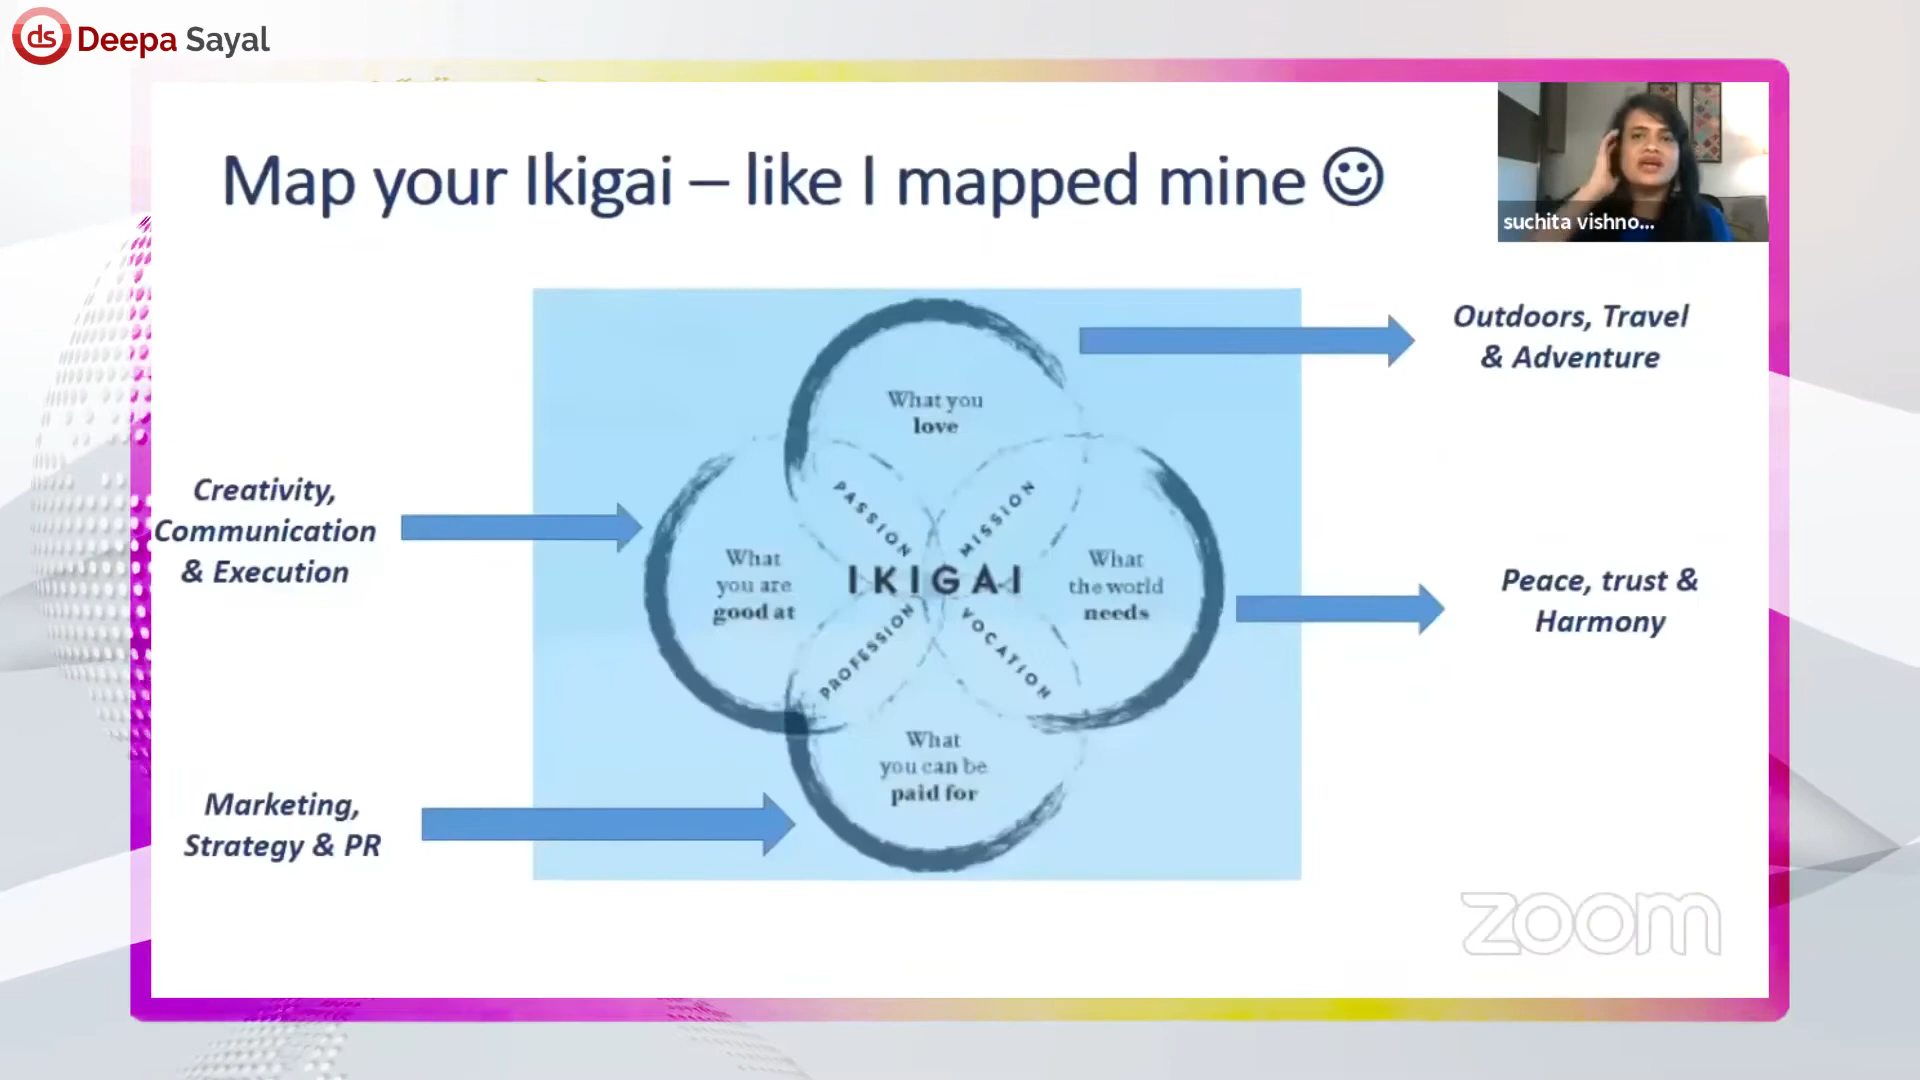 ds Deepa Sayal
Map your Ikigai – like I mapped mine ☺
suchita vishno...
Outdoors, Travel
& Adventure
What you
love
Creativity,
Communication
& Execution
PASSION
MISSION
What
you are
good at
IKIGAI
What
the world
needs
Peace, trust &
Harmony
PROFESSION
VOCATION
What
you can be
paid for
Marketing,
Strategy & PR
zoom